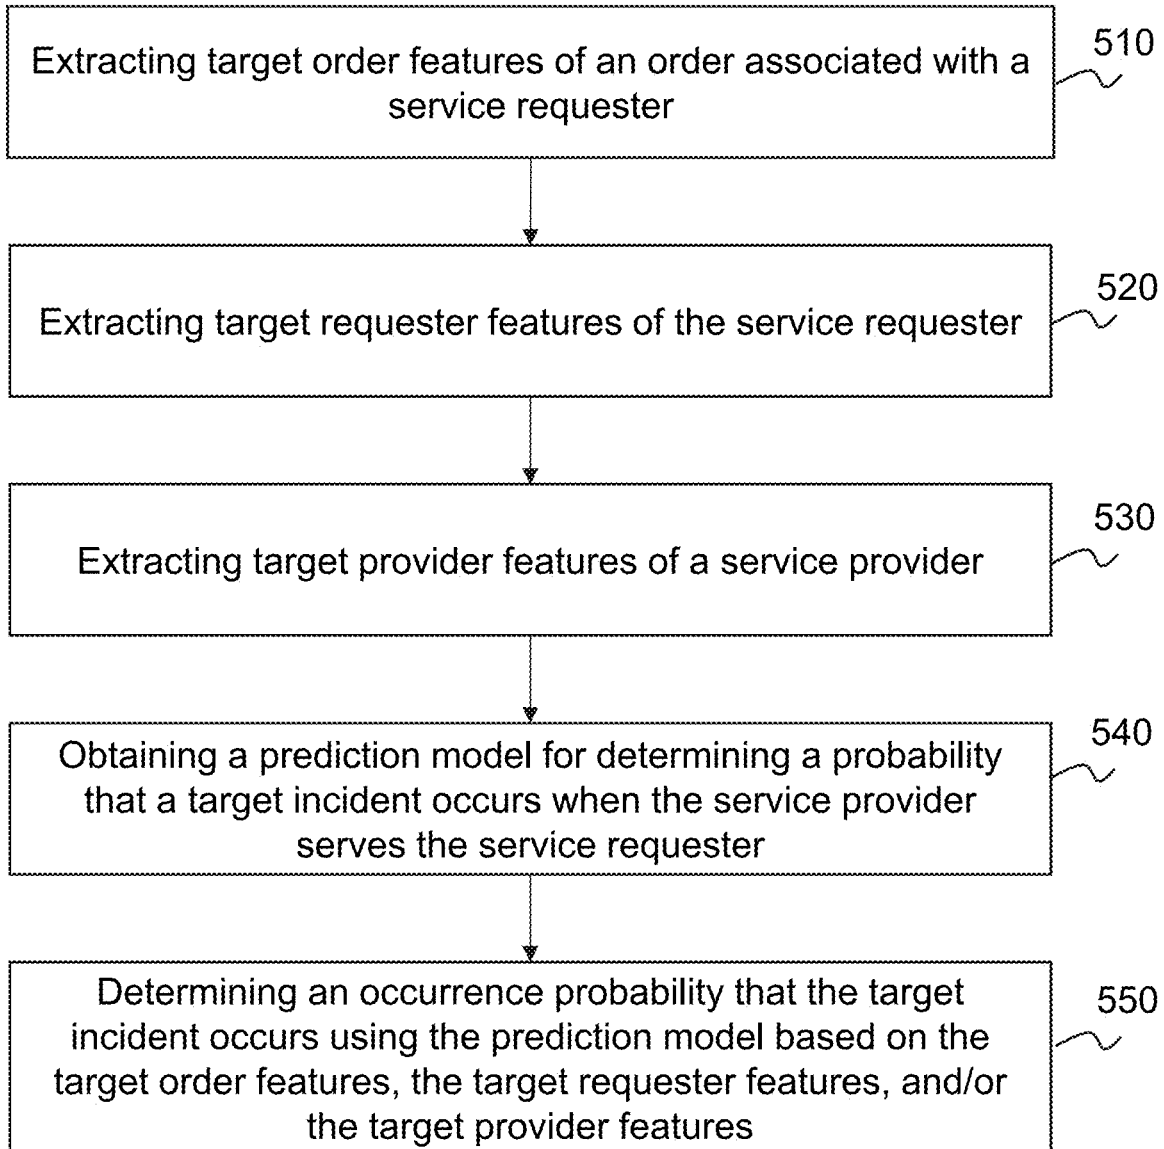 Extracting target order features of an order associated with a
service requester
510
Extracting target requester features of the service requester
520
Extracting target provider features of a service provider
530
Obtaining a prediction model for determining a probability
that a target incident occurs when the service provider
serves the service requester
540
Determining an occurrence probability that the target
incident occurs using the prediction model based on the
target order features, the target requester features, and/or
the target provider features
550